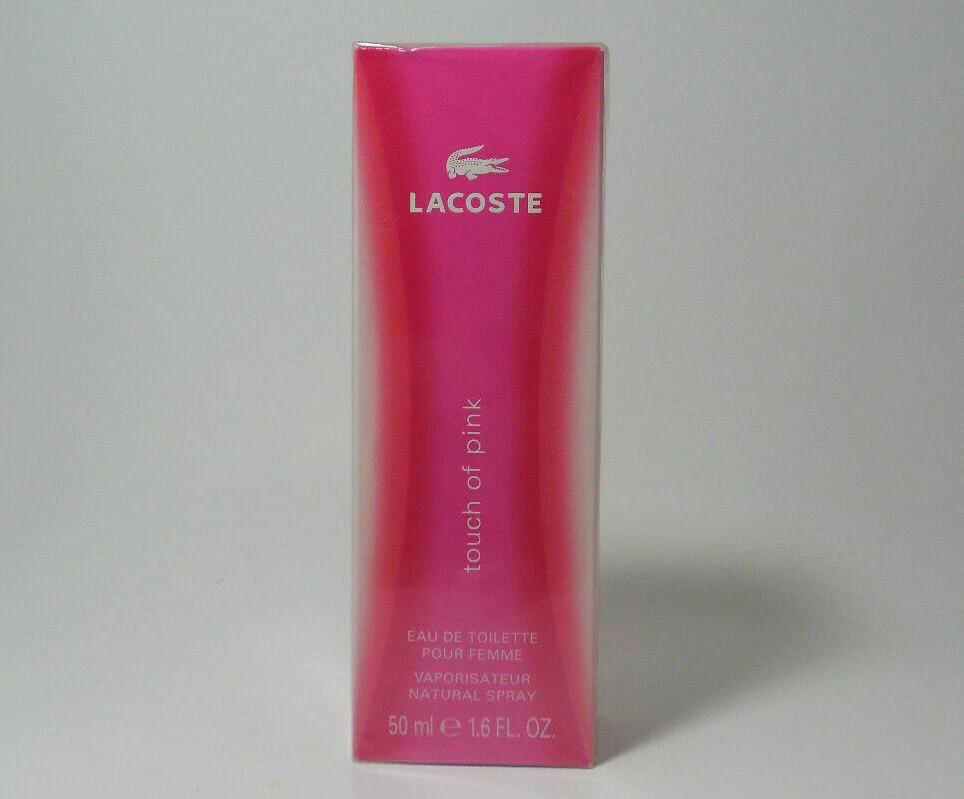 LACOSTE
touch of pink
EAU DE TOILETTE
POUR FEMME
VAPORISATEUR
NATURAL SPRAY
50 ml ℮ 1.6 FL. OZ.